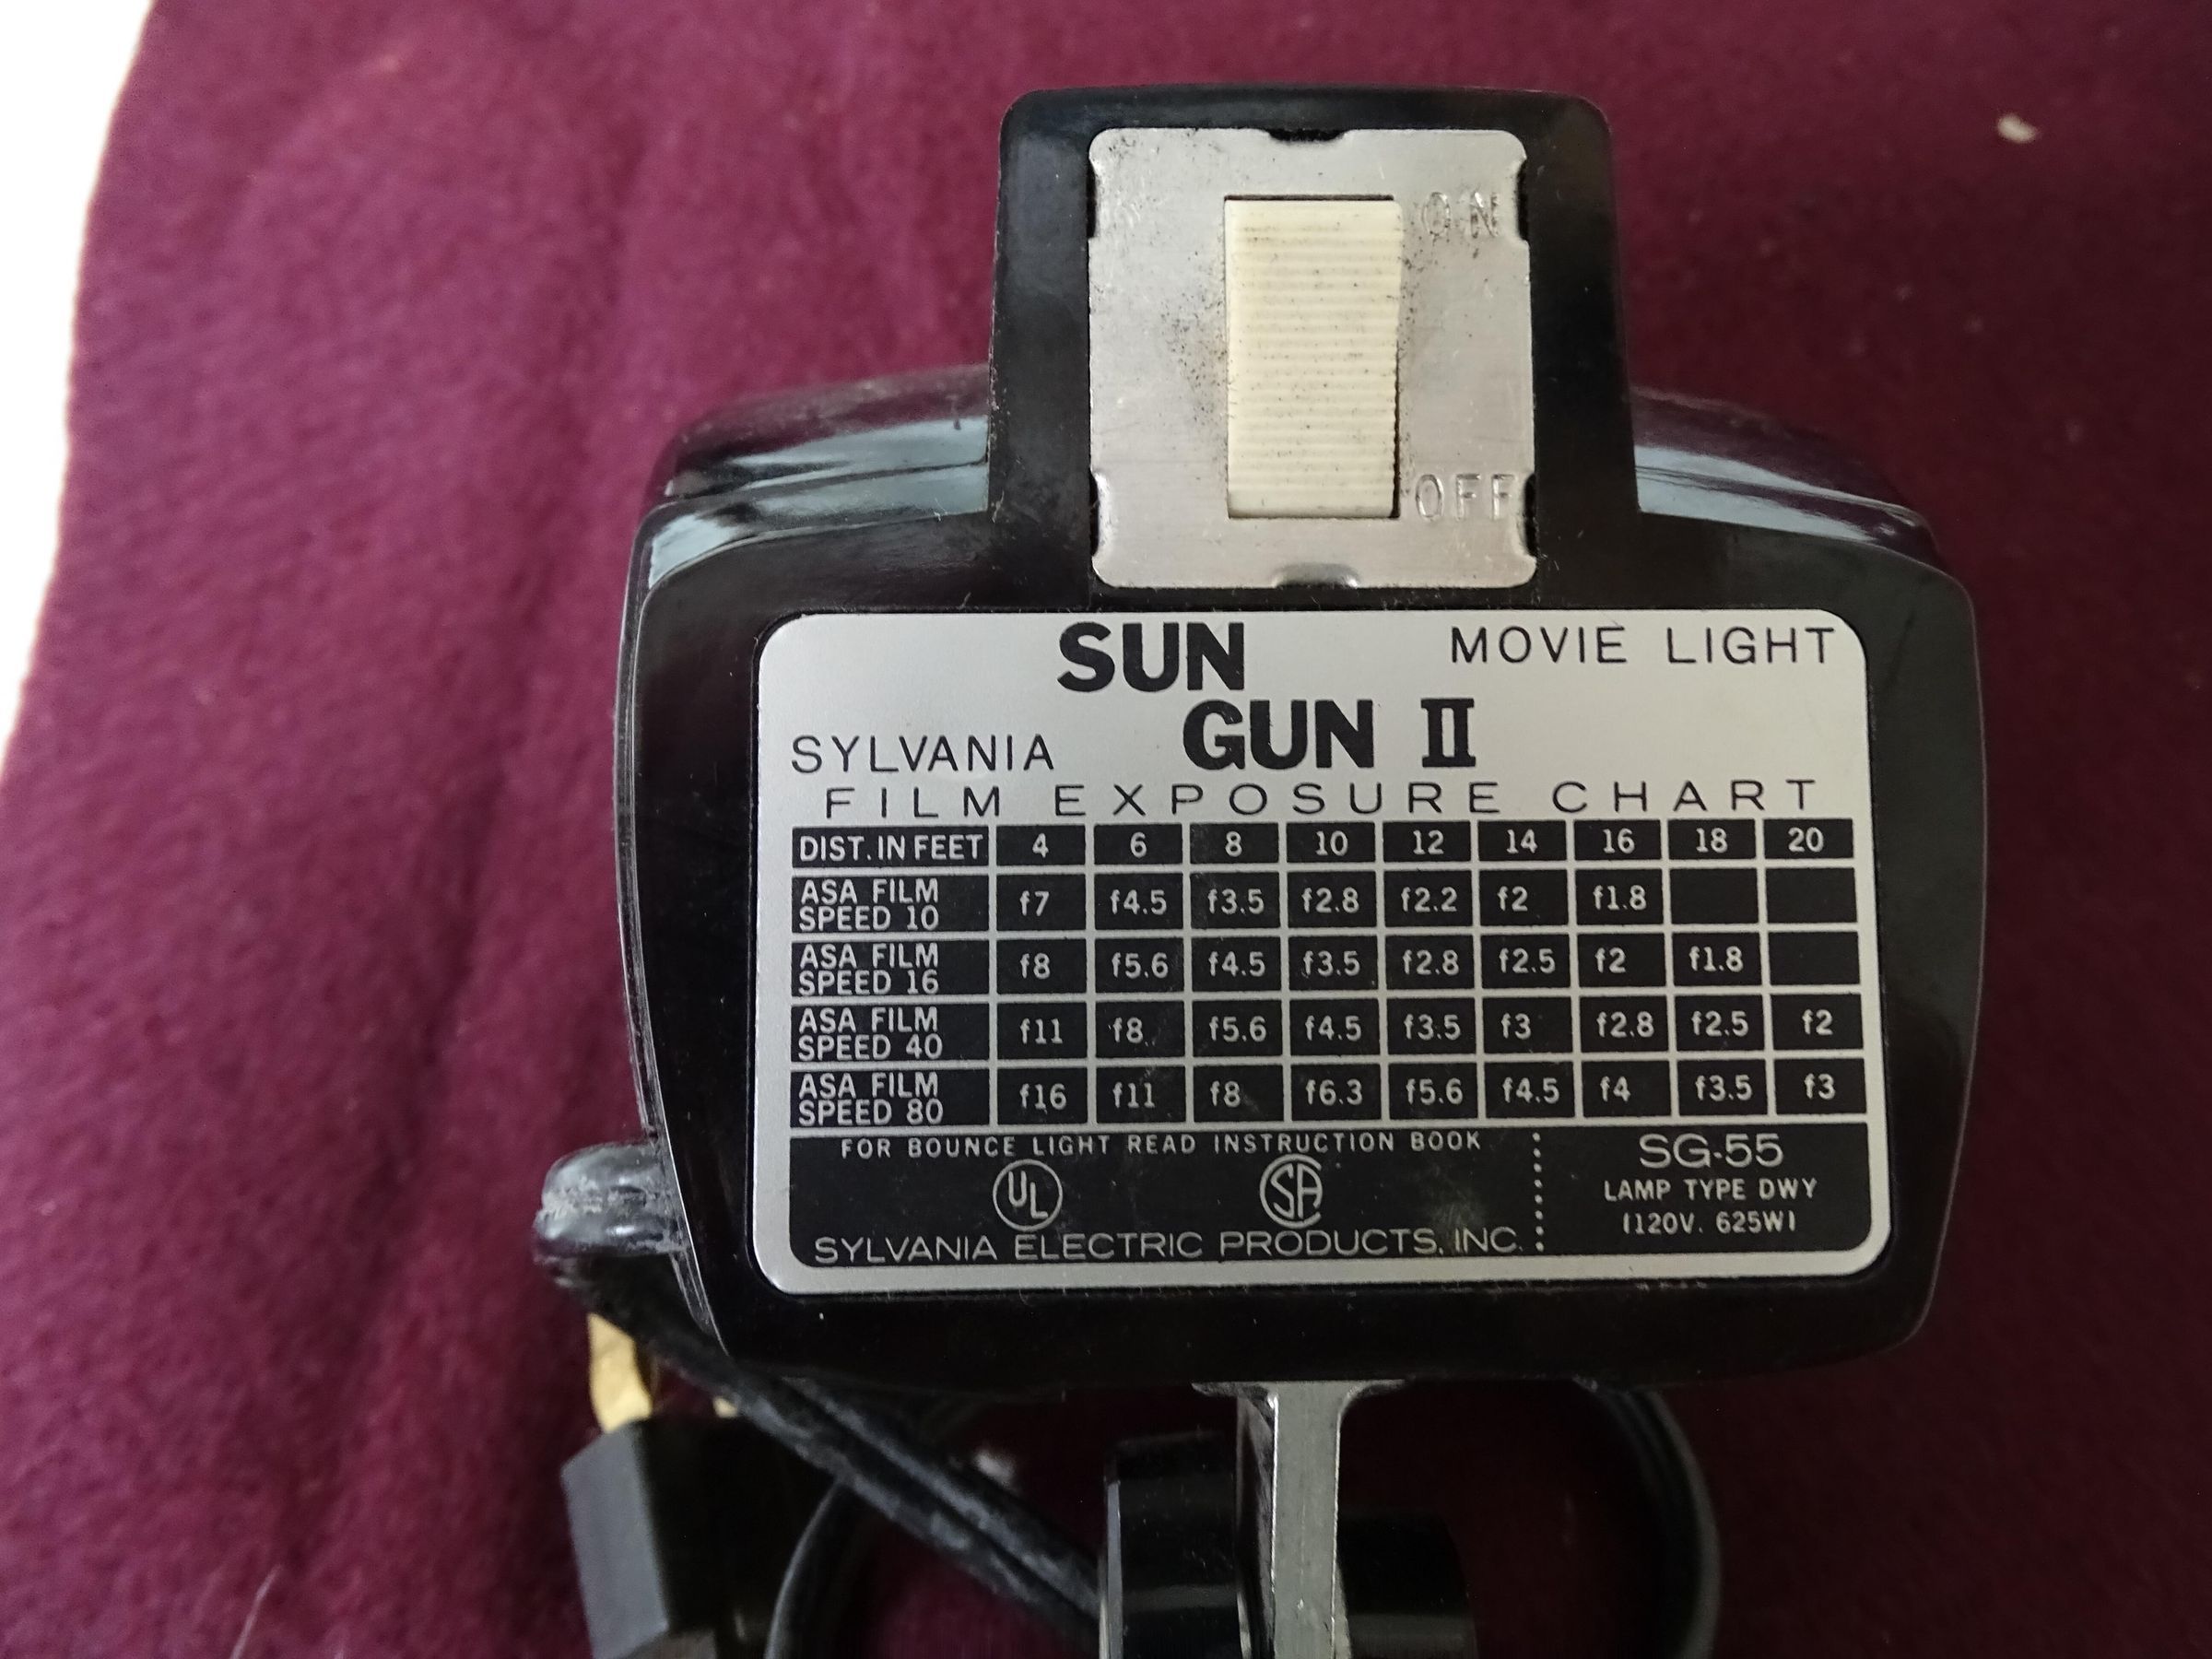 ON
OFF
SUN MOVIE LIGHT
SYLVANIA GUN II
FILM EXPOSURE CHART
DIST. IN FEET 4 6 8 10 12 14 16 18 20
ASA FILM SPEED 10 f7 f4.5 f3.5 f2.8 f2.2 f2 f1.8
ASA FILM SPEED 16 f8 f5.6 f4.5 f3.5 f2.8 f2.5 f2 f1.8
ASA FILM SPEED 40 f11 f8 f5.6 f4.5 f3.5 f3 f2.8 f2.5 f2
ASA FILM SPEED 80 f16 f11 f8 f6.3 f5.6 f4.5 f4 f3.5 f3
FOR BOUNCE LIGHT READ INSTRUCTION BOOK
UL SA
SYLVANIA ELECTRIC PRODUCTS, INC.
SG-55
LAMP TYPE DWY
(120V. 625W)